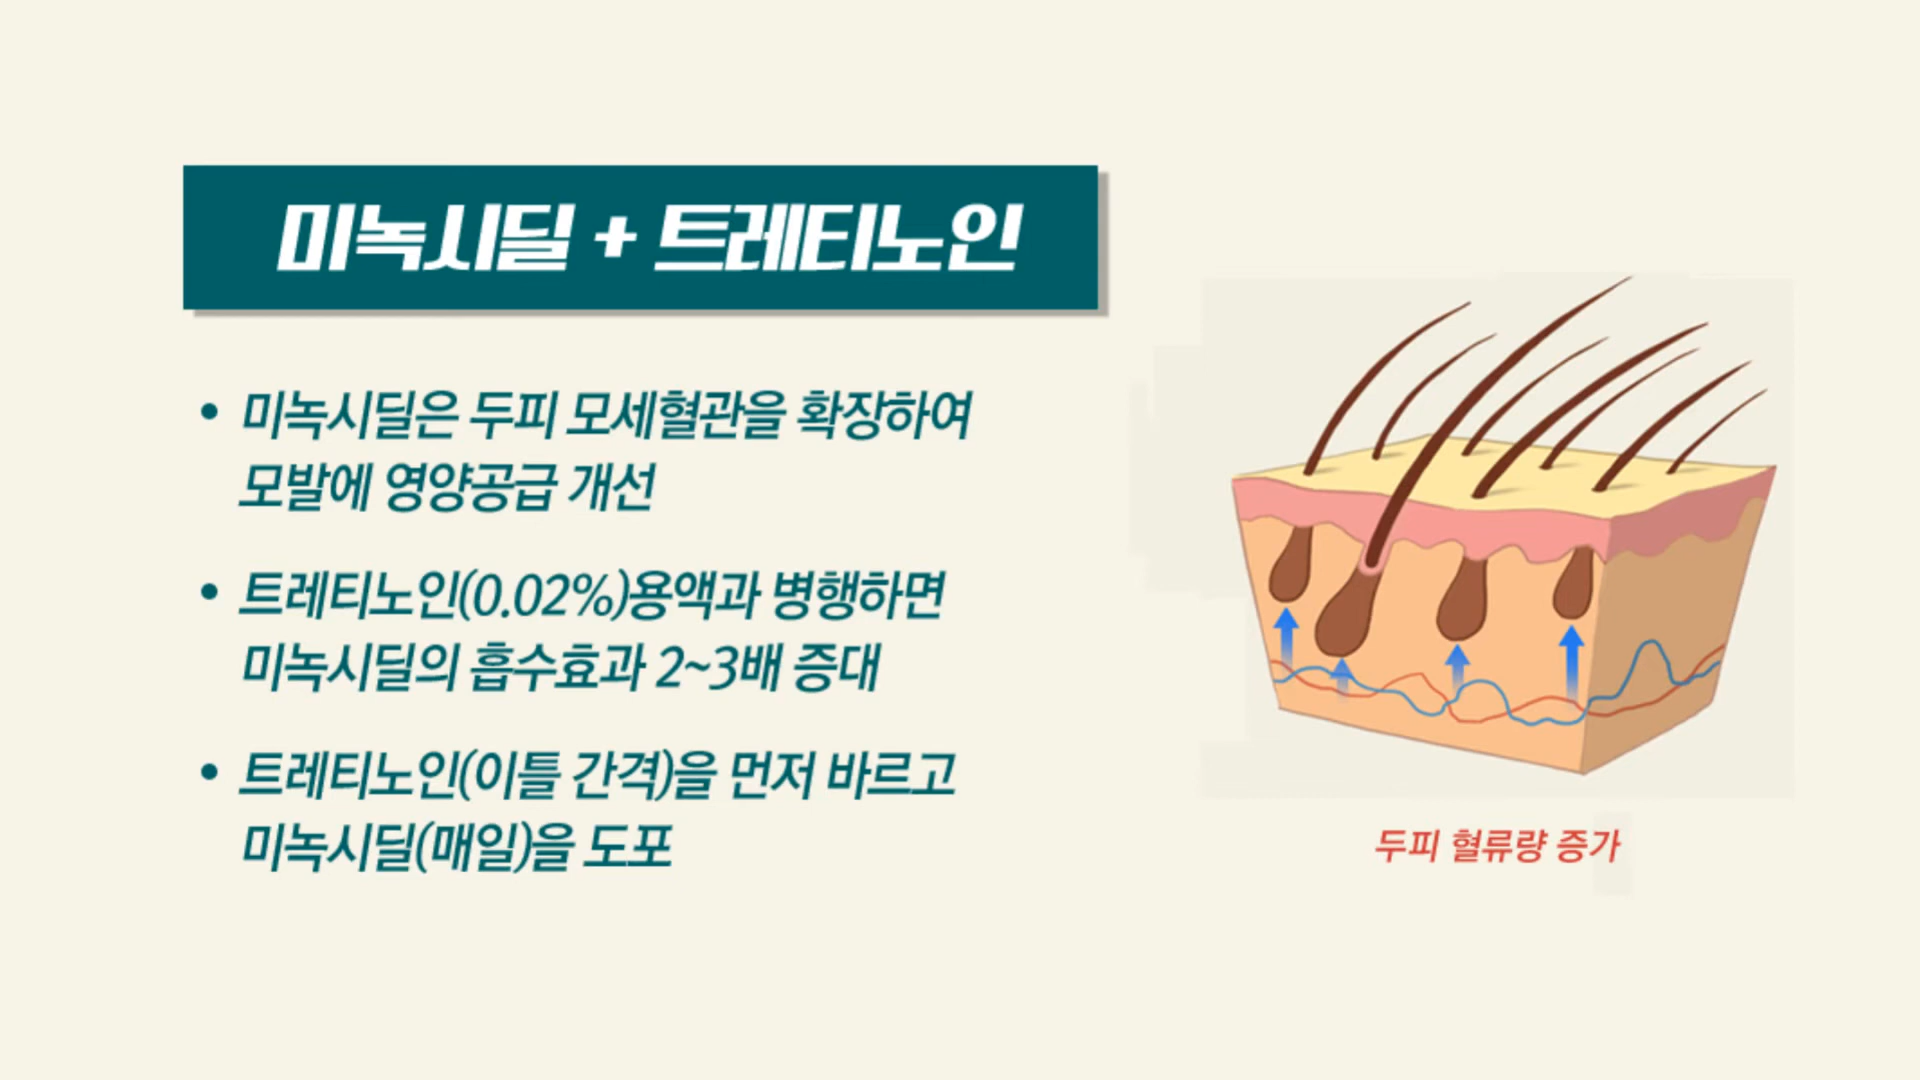 미녹시딜 + 트레티노인
• 미녹시딜은 두피 모세혈관을 확장하여
모발에 영양공급 개선
• 트레티노인(0.02%)용액과 병행하면
미녹시딜의 흡수효과 2~3배 증대
• 트레티노인(이틀 간격)을 먼저 바르고
미녹시딜(매일)을 도포
두피 혈류량 증가